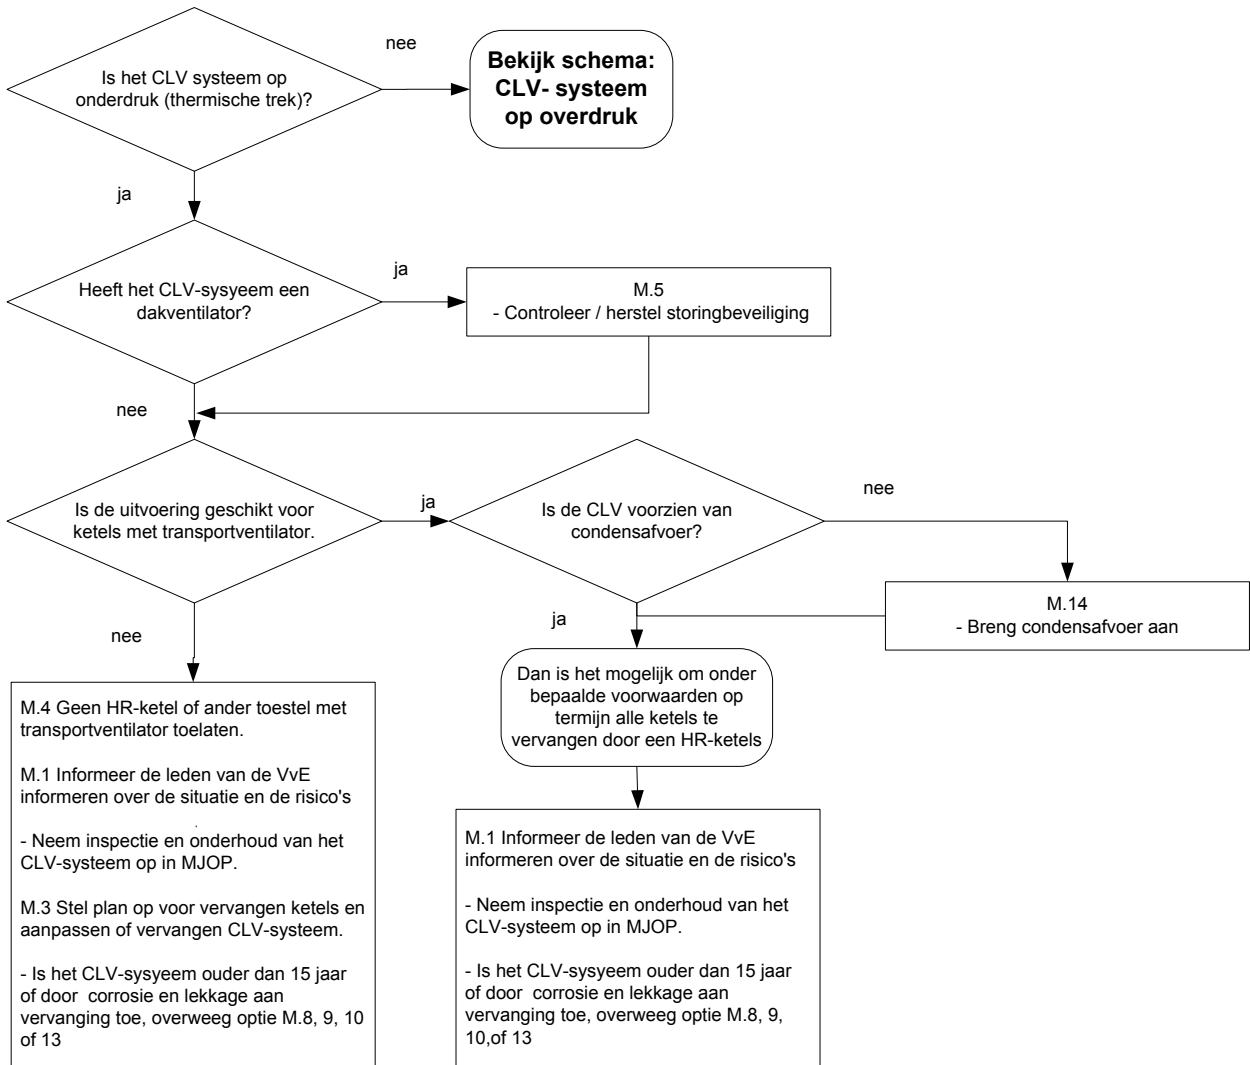 Is het CLV systeem op
onderdruk (thermische trek)?
nee
Bekijk schema:
CLV- systeem
op overdruk
ja
Heeft het CLV-sysyeem een
dakventilator?
ja
M.5
- Controleer / herstel storingbeveiliging
nee
Is de uitvoering geschikt voor
ketels met transportventilator.
ja
Is de CLV voorzien van
condensafvoer?
nee
M.14
- Breng condensafvoer aan
nee
ja
Dan is het mogelijk om onder
bepaalde voorwaarden op
termijn alle ketels te
vervangen door een HR-ketels
M.4 Geen HR-ketel of ander toestel met
transportventilator toelaten.
M.1 Informeer de leden van de VvE
informeren over de situatie en de risico's
- Neem inspectie en onderhoud van het
CLV-systeem op in MJOP.
M.3 Stel plan op voor vervangen ketels en
aanpassen of vervangen CLV-systeem.
- Is het CLV-sysyeem ouder dan 15 jaar
of door  corrosie en lekkage aan
vervanging toe, overweeg optie M.8, 9, 10
of 13
M.1 Informeer de leden van de VvE
informeren over de situatie en de risico's
- Neem inspectie en onderhoud van het
CLV-systeem op in MJOP.
- Is het CLV-sysyeem ouder dan 15 jaar
of door  corrosie en lekkage aan
vervanging toe, overweeg optie M.8, 9,
10,of 13